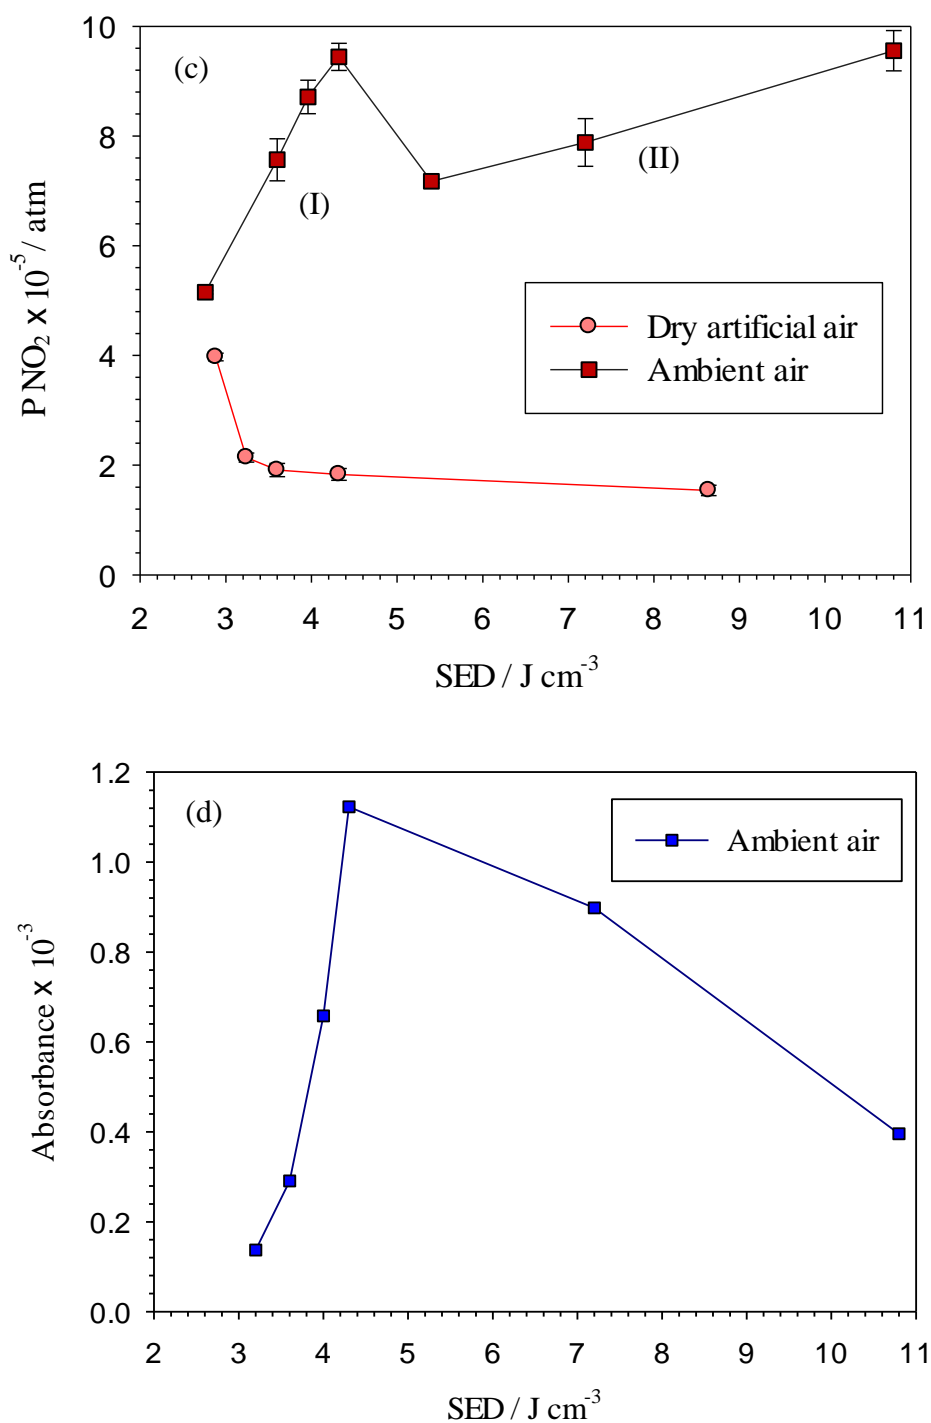 (c)
10
8
6
4
2
0
P NO₂ x 10⁻⁵ / atm
(I)
(II)
Dry artificial air
Ambient air
2 3 4 5 6 7 8 9 10 11
SED / J cm⁻³
(d)
1.2
1.0
0.8
0.6
0.4
0.2
0.0
Absorbance x 10⁻³
Ambient air
2 3 4 5 6 7 8 9 10 11
SED / J cm⁻³